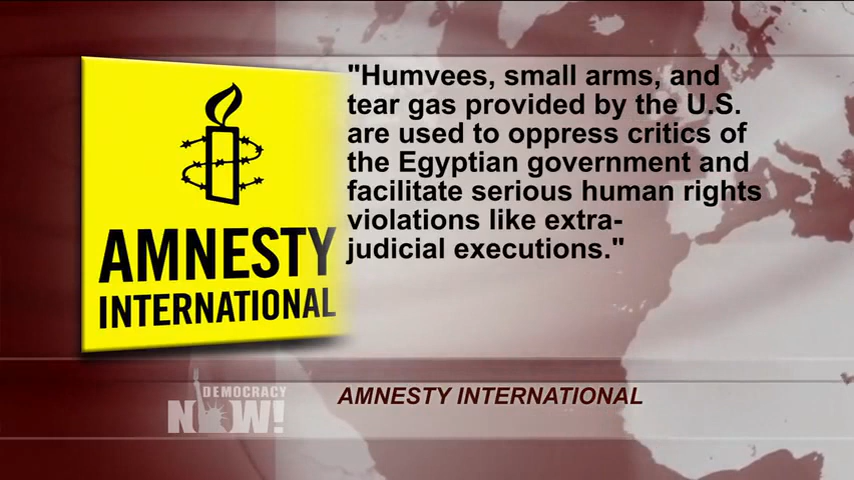 "Humvees, small arms, and
tear gas provided by the U.S.
are used to oppress critics of
the Egyptian government and
facilitate serious human rights
violations like extra-
judicial executions."
AMNESTY
INTERNATIONAL
AMNESTY INTERNATIONAL
DEMOCRACY
NOW!